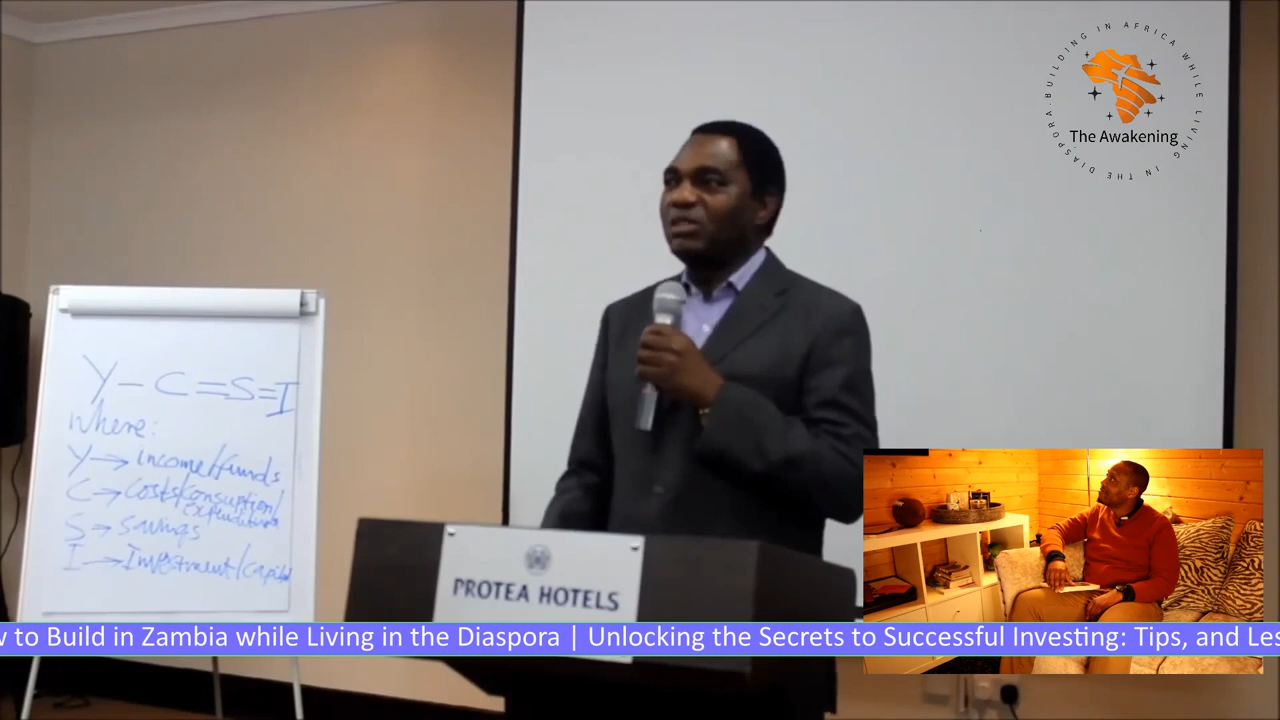 BUILDING IN AFRICA WHILE LIVING IN THE DIASPORA.
The Awakening
Y – C = S = I
Where:
Y → income/funds
C → costs/consuption/
expenditure
S → savings
I → Investment/capital
PROTEA HOTELS
w to Build in Zambia while Living in the Diaspora | Unlocking the Secrets to Successful Investing: Tips, and Les